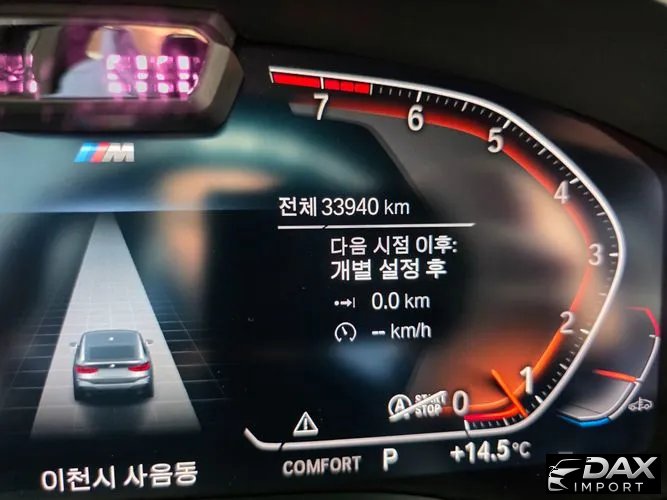 M
7
6
5
4
3
2
1
0
전체 33940 km
다음 시점 이후:
개별 설정 후
0.0 km
-- km/h
A START
STOP
COMFORT P +14.5°C
이천시 사음동
DAX
IMPORT